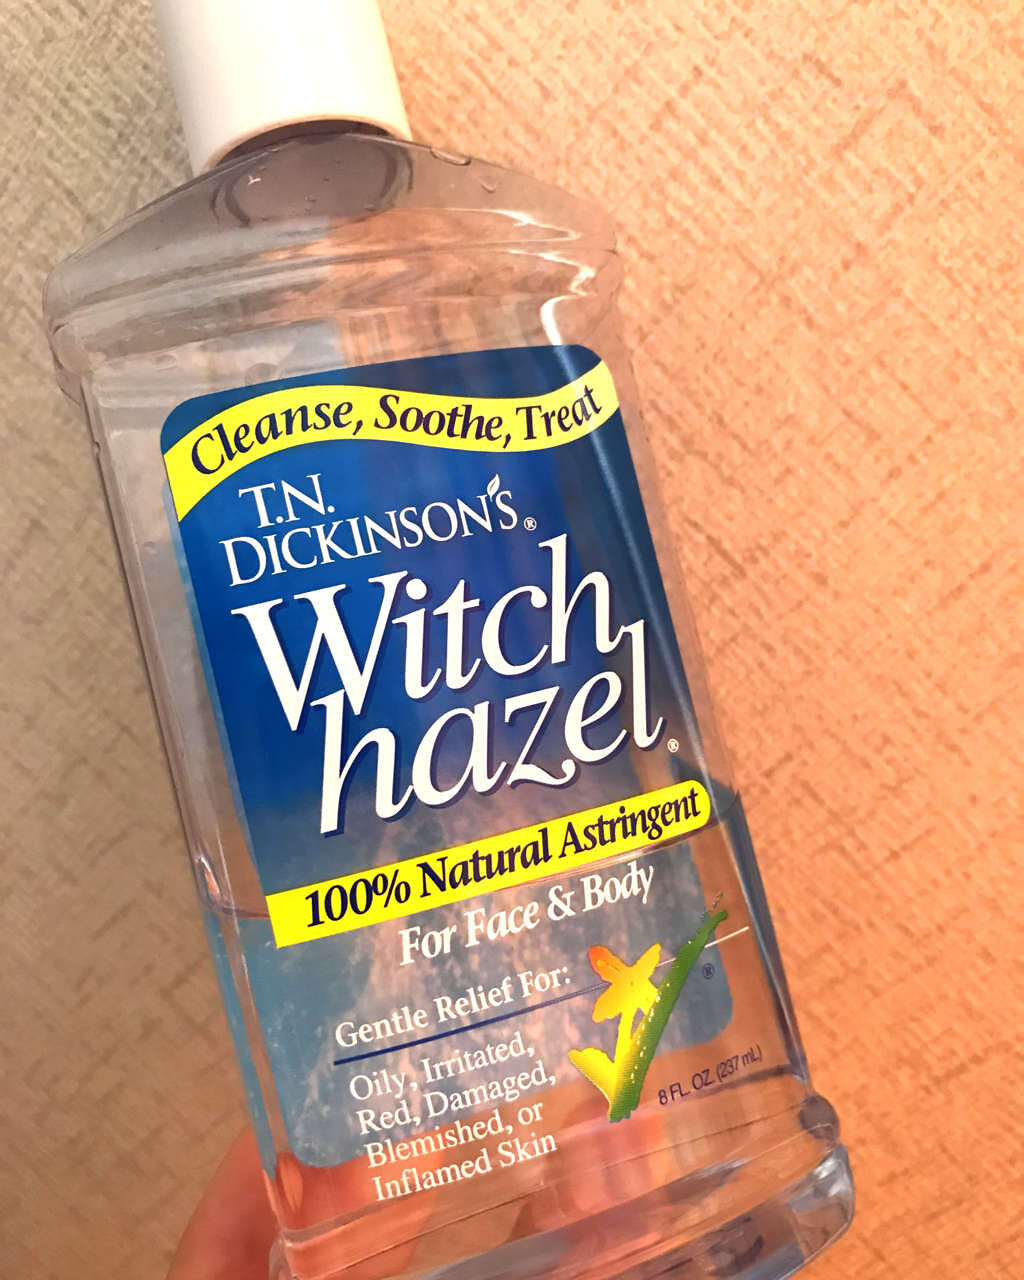 Cleanse, Soothe, Treat
T.N.
DICKINSON'S®
Witch
hazel®
100% Natural Astringent
For Face & Body
Gentle Relief For:
Oily, Irritated,
Red, Damaged,
Blemished, or
Inflamed Skin
®
8 FL. OZ. (237 mL)